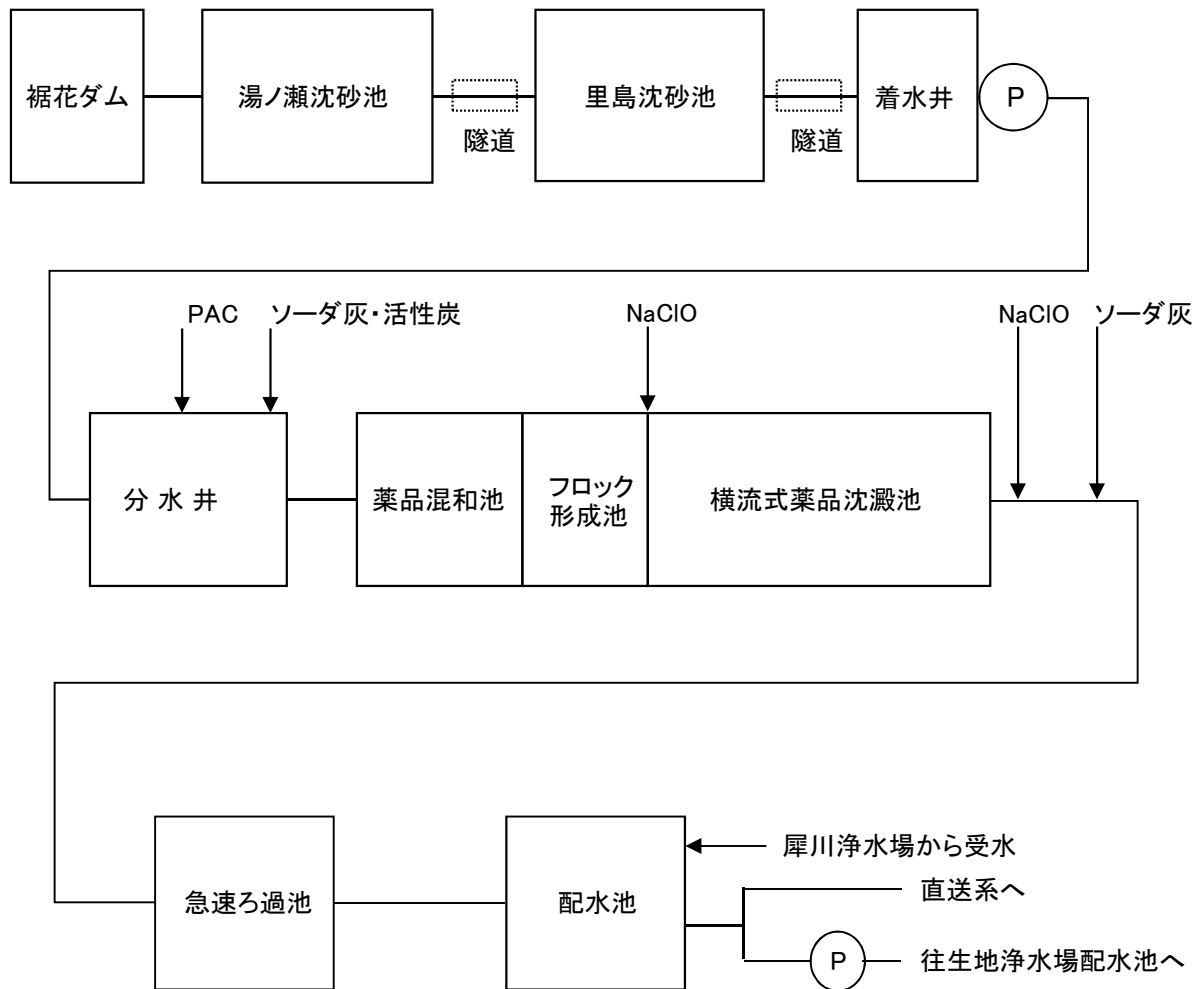 裾花ダム
湯ノ瀬沈砂池
隧道
里島沈砂池
隧道
着水井
P
PAC
ソーダ灰・活性炭
NaClO
NaClO
ソーダ灰
分 水 井
薬品混和池
フロック
形成池
横流式薬品沈澱池
急速ろ過池
配水池
犀川浄水場から受水
直送系へ
P
往生地浄水場配水池へ